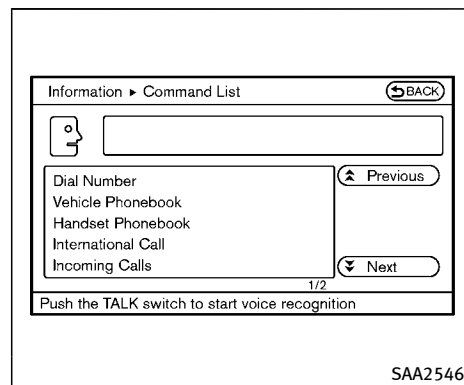 Information ▸ Command List
BACK
Dial Number
Previous
Vehicle Phonebook
Handset Phonebook
International Call
Incoming Calls
Next
1/2
Push the TALK switch to start voice recognition
SAA2546